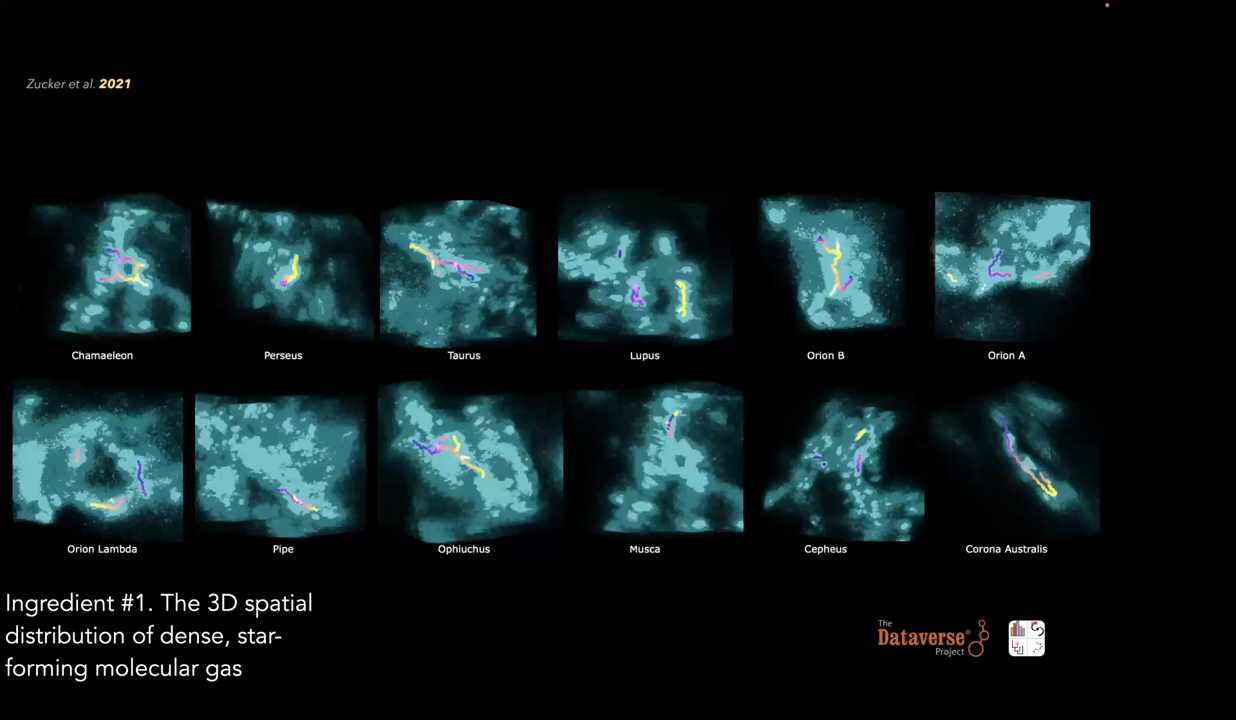 Zucker et al. 2021
Chamaeleon
Perseus
Taurus
Lupus
Orion B
Orion A
Orion Lambda
Pipe
Ophiuchus
Musca
Cepheus
Corona Australis
Ingredient #1. The 3D spatial
distribution of dense, star-
forming molecular gas
The
Dataverse®
Project